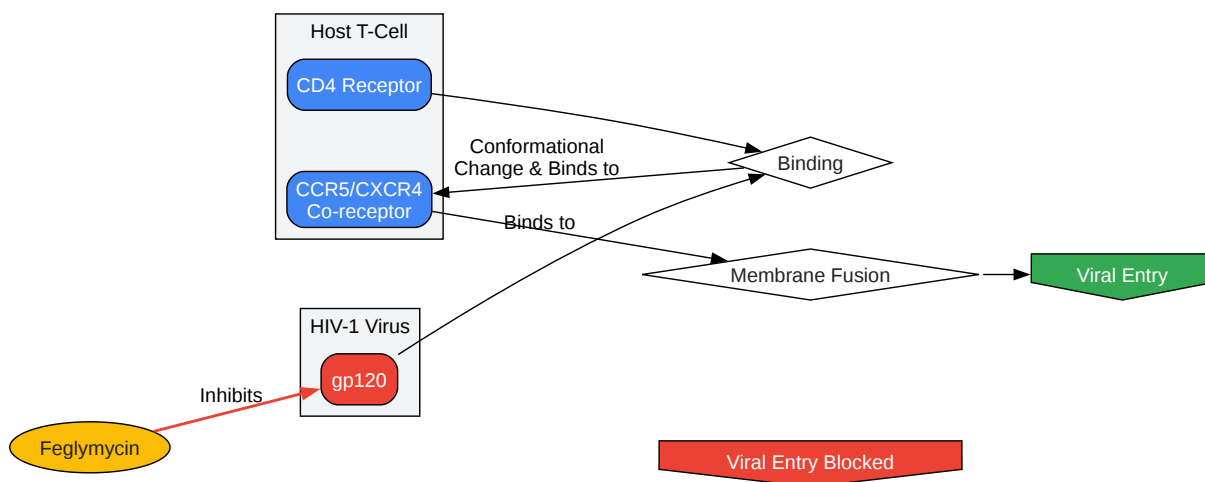 Host T-Cell
CD4 Receptor
Conformational
Change & Binds to
Binding
CCR5/CXCR4
Co-receptor
Binds to
Membrane Fusion
Viral Entry
HIV-1 Virus
gp120
Inhibits
Feglymycin
Viral Entry Blocked